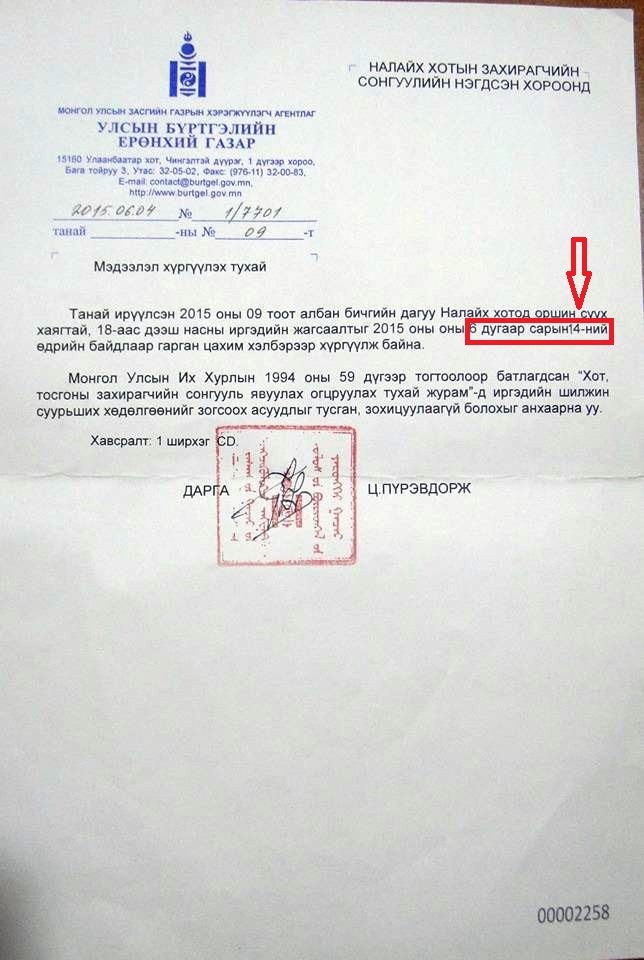 МОНГОЛ УЛСЫН ЗАСГИЙН ГАЗРЫН ХЭРЭГЖҮҮЛЭГЧ АГЕНТЛАГ
УЛСЫН БҮРТГЭЛИЙН
ЕРӨНХИЙ ГАЗАР
15160 Улаанбаатар хот, Чингэлтэй дүүрэг, 1 дүгээр хороо,
Бага тойруу 3, Утас: 32-05-02, Факс: (976-11) 32-00-83,
E-mail: contact@burtgel.gov.mn,
http://www.burtgel.gov.mn
2015.06.04 № 1/7701
танай ____________-ны № 09 -т
НАЛАЙХ ХОТЫН ЗАХИРАГЧИЙН
СОНГУУЛИЙН НЭГДСЭН ХОРООНД
Мэдээлэл хүргүүлэх тухай
Танай ирүүлсэн 2015 оны 09 тоот албан бичгийн дагуу Налайх хотод оршин суух
хаягтай, 18-аас дээш насны иргэдийн жагсаалтыг 2015 оны оны 6 дугаар сарын14-ний
өдрийн байдлаар гарган цахим хэлбэрээр хүргүүлж байна.
Монгол Улсын Их Хурлын 1994 оны 59 дүгээр тогтоолоор батлагдсан “Хот,
тосгоны захирагчийн сонгууль явуулах огцруулах тухай журам”-д иргэдийн шилжин
суурьших хөдөлгөөнийг зогсоох асуудлыг тусган, зохицуулаагүй болохыг анхаарна уу.
Хавсралт: 1 ширхэг CD.
ДАРГА Ц.ПҮРЭВДОРЖ
00002258